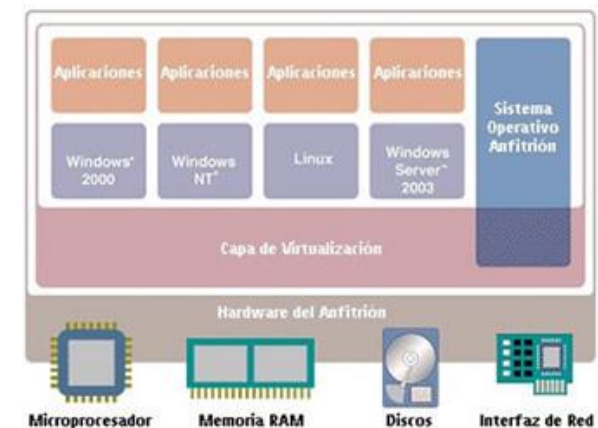 Aplicaciones
Aplicaciones
Aplicaciones
Aplicaciones
Sistema
Operativo
Anfitrión
Windows®
2000
Windows
NT®
Linux
Windows
Server™
2003
Capa de Virtualización
Hardware del Anfitrión
Microprocesador
Memoria RAM
Discos
Interfaz de Red